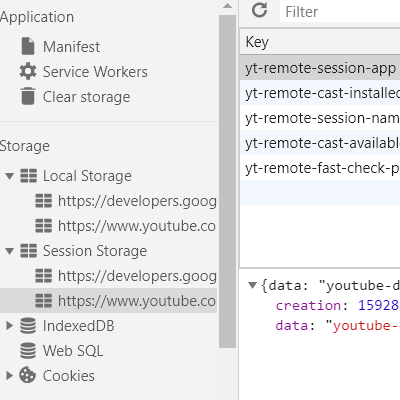 Application
Manifest
Service Workers
Clear storage
Storage
Local Storage
https://developers.goog
https://www.youtube.co
Session Storage
https://developers.goog
https://www.youtube.co
IndexedDB
Web SQL
Cookies
Filter
Key
yt-remote-session-app
yt-remote-cast-installed
yt-remote-session-nam
yt-remote-cast-availabl
yt-remote-fast-check-p
{data: "youtube-d
creation: 15928
data: "youtube-